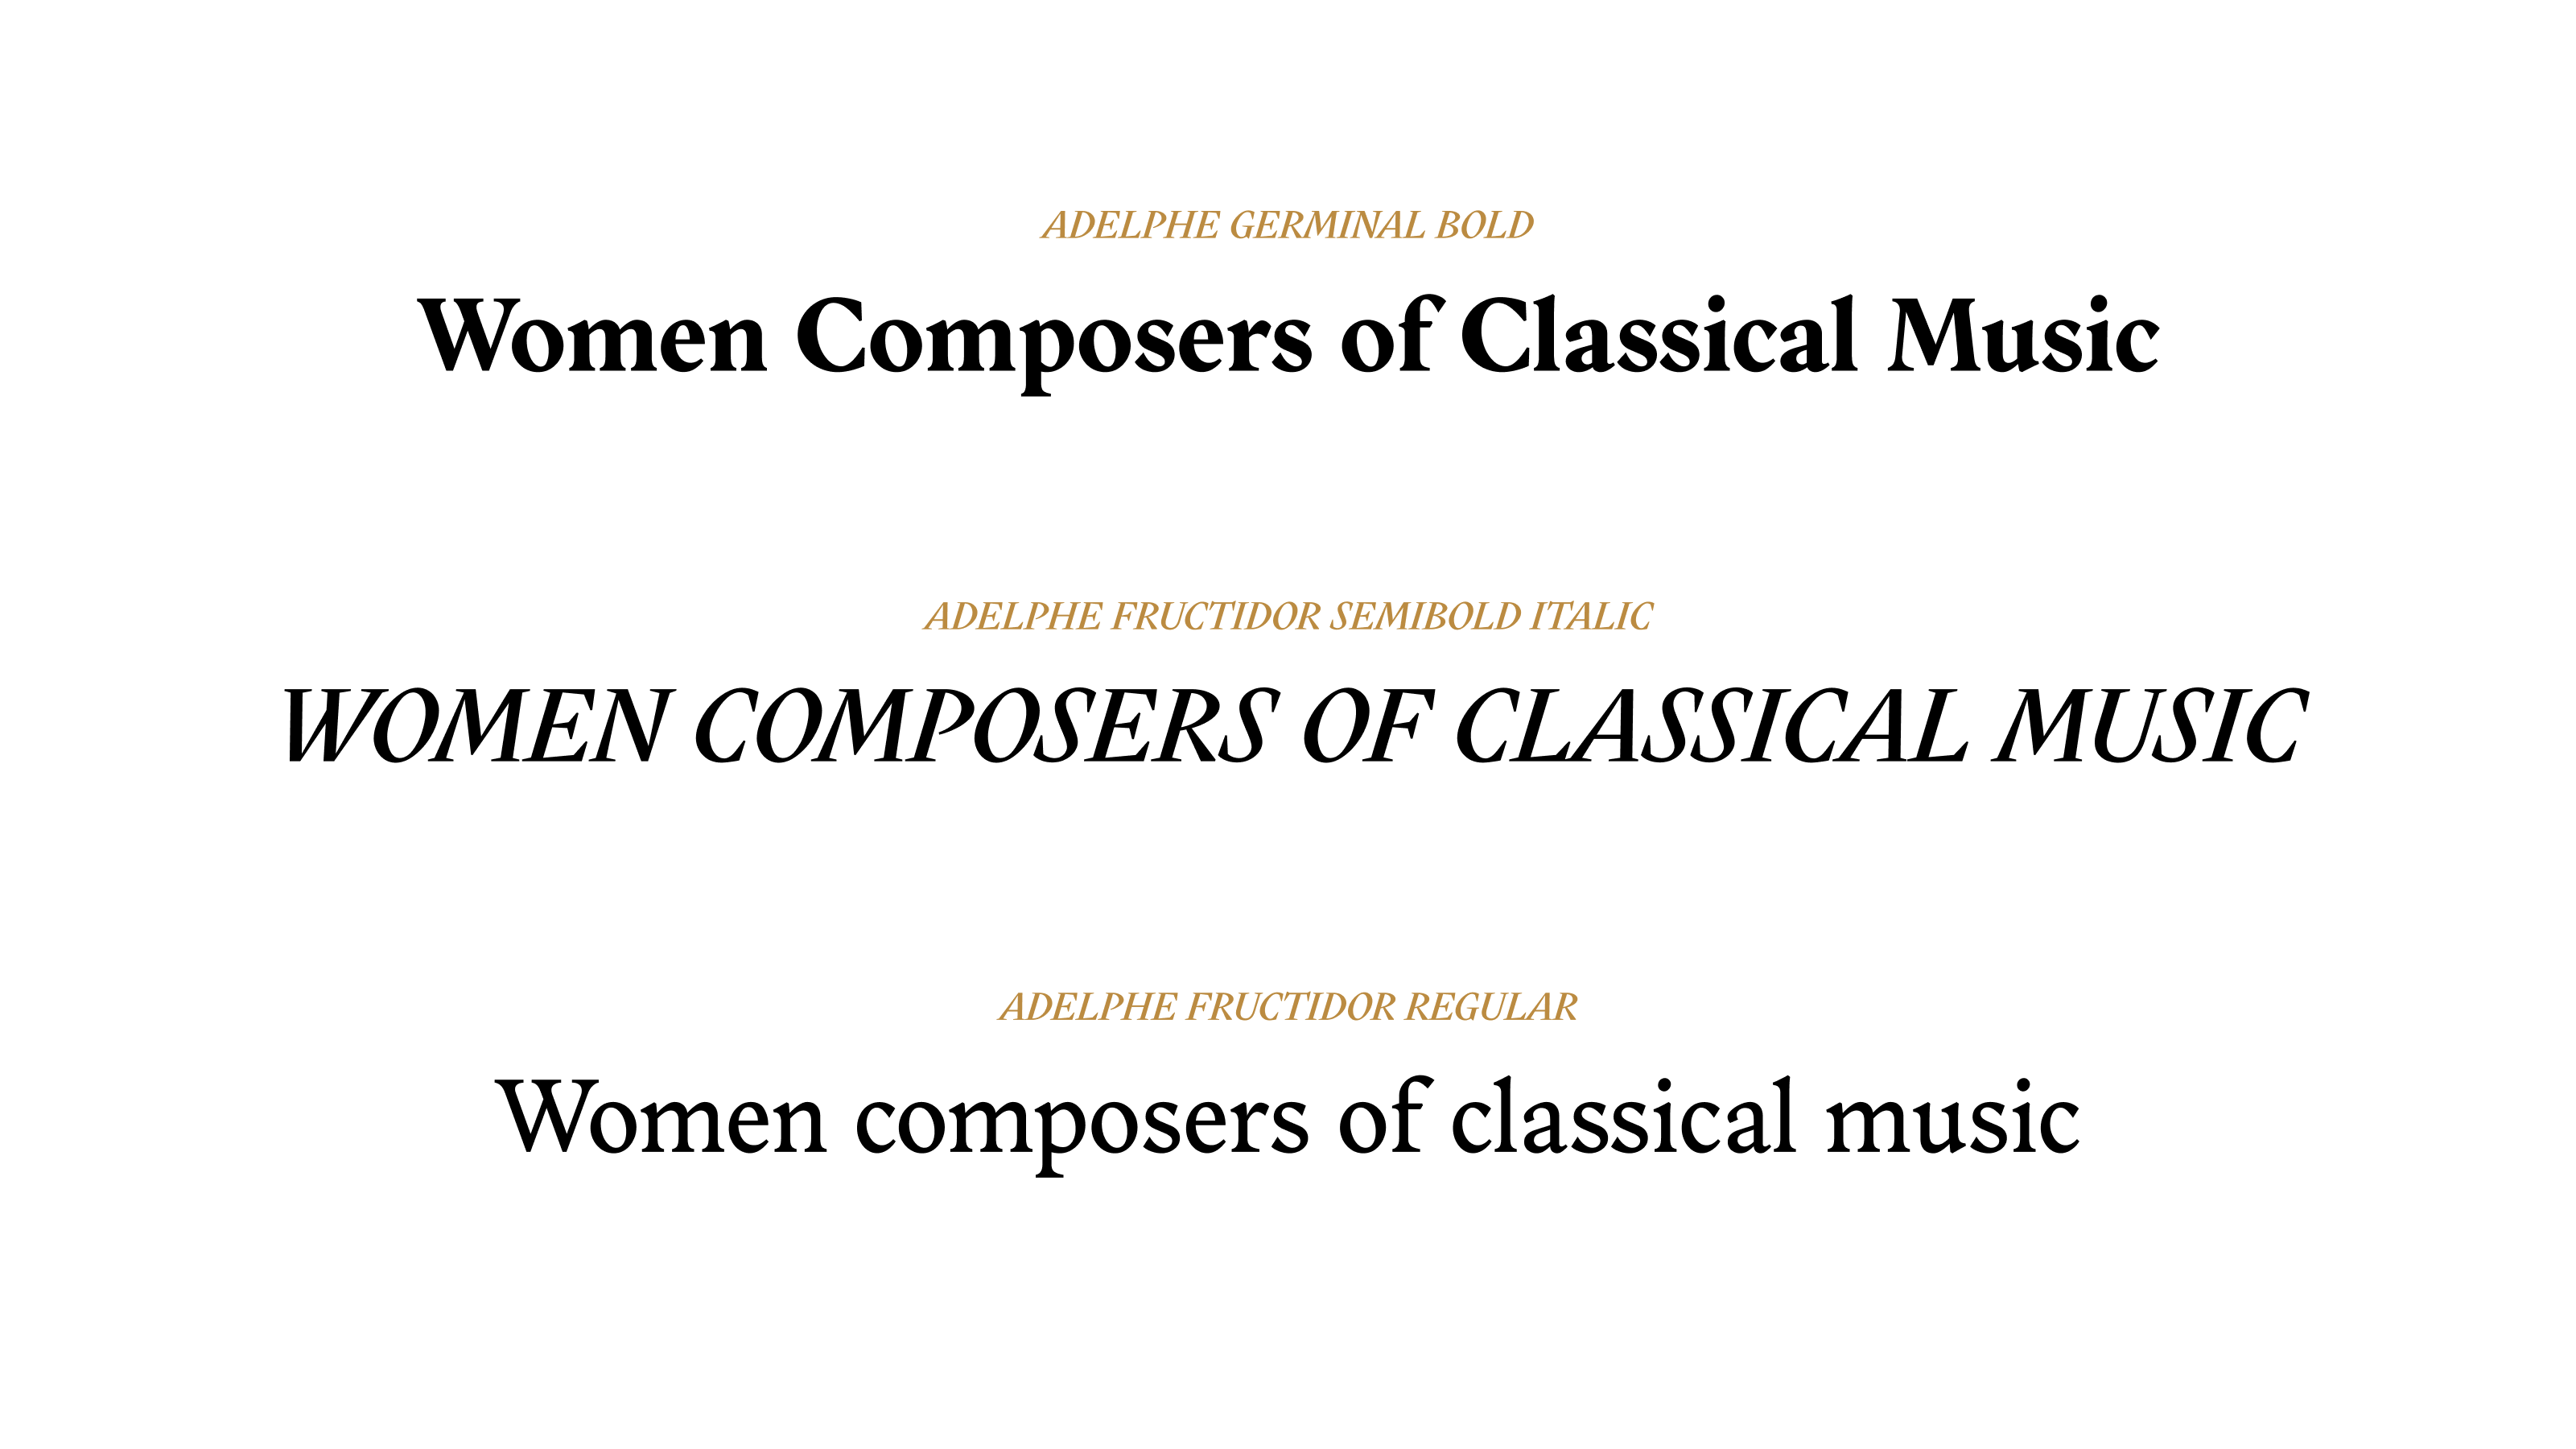 ADELPHE GERMINAL BOLD
Women Composers of Classical Music
ADELPHE FRUCTIDOR SEMIBOLD ITALIC
WOMEN COMPOSERS OF CLASSICAL MUSIC
ADELPHE FRUCTIDOR REGULAR
Women composers of classical music